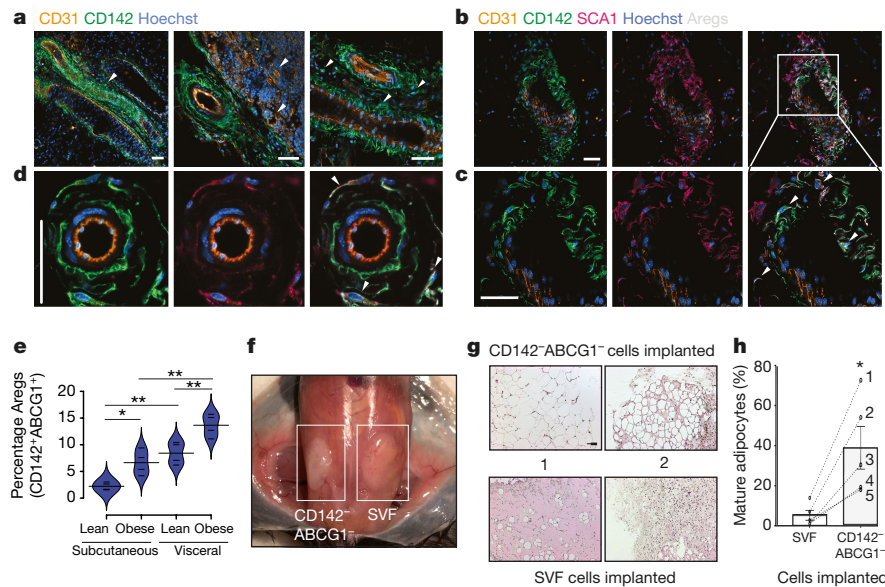 a CD31 CD142 Hoechst
b CD31 CD142 SCA1 Hoechst Aregs
d
c
e
Percentage Aregs
(CD142⁺ABCG1⁺)
20
15
10
5
0
*
**
**
**
Lean Obese Lean Obese
Subcutaneous Visceral
f
CD142⁻
ABCG1⁻
SVF
g
CD142⁻ABCG1⁻ cells implanted
1 2
SVF cells implanted
h
Mature adipocytes (%)
80
60
40
20
0
*
1
2
3
4
5
SVF CD142⁻
ABCG1⁻
Cells implanted